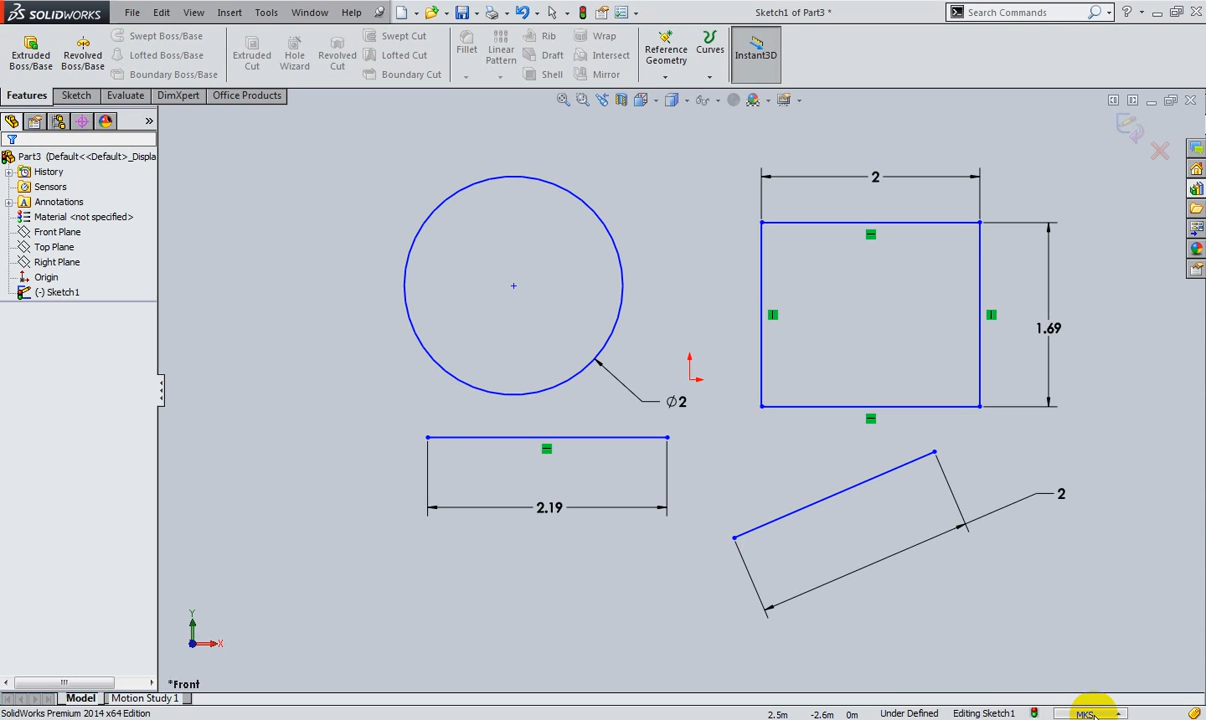 SOLIDWORKS File Edit View Insert Tools Window Help Sketch1 of Part3 * Search Commands
Extruded Boss/Base Revolved Boss/Base Swept Boss/Base Lofted Boss/Base Boundary Boss/Base Extruded Cut Hole Wizard Revolved Cut Swept Cut Lofted Cut Boundary Cut Fillet Linear Pattern Rib Draft Shell Wrap Intersect Mirror Reference Geometry Curves Instant3D
Features Sketch Evaluate DimXpert Office Products
Part3 (Default<<Default>_Displa
History
Sensors
Annotations
Material <not specified>
Front Plane
Top Plane
Right Plane
Origin
(-) Sketch1
2
1.69
∅2
2.19
2
Y
X
*Front
Model Motion Study 1
SolidWorks Premium 2014 x64 Edition 2.5m -2.6m 0m Under Defined Editing Sketch1 MKS